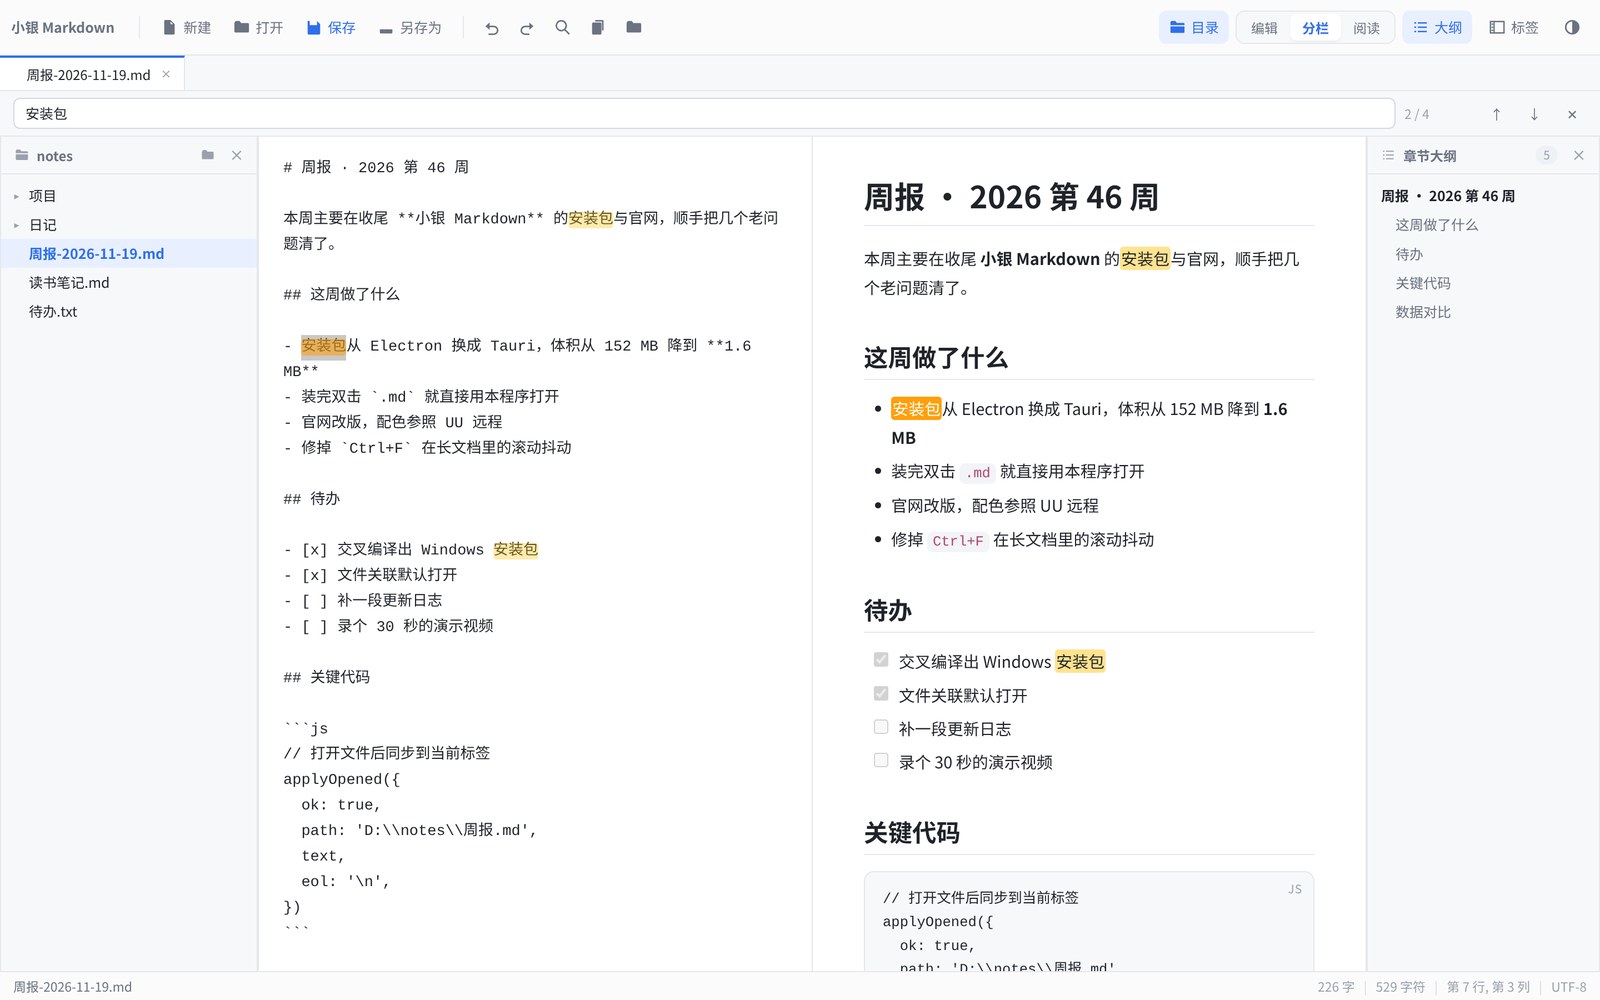 小银 Markdown 新建 打开 保存 另存为 目录 编辑 分栏 阅读 大纲 标签
周报-2026-11-19.md ×
安装包 2 / 4 ↑ ↓ ×
notes
项目
日记
周报-2026-11-19.md
读书笔记.md
待办.txt
# 周报 · 2026 第 46 周
本周主要在收尾 **小银 Markdown** 的安装包与官网，顺手把几个老问
题清了。
## 这周做了什么
- 安装包从 Electron 换成 Tauri，体积从 152 MB 降到 **1.6
MB**
- 装完双击 `.md` 就直接用本程序打开
- 官网改版，配色参照 UU 远程
- 修掉 `Ctrl+F` 在长文档里的滚动抖动
## 待办
- [x] 交叉编译出 Windows 安装包
- [x] 文件关联默认打开
- [ ] 补一段更新日志
- [ ] 录个 30 秒的演示视频
## 关键代码
```js
// 打开文件后同步到当前标签
applyOpened({
  ok: true,
  path: 'D:\\notes\\周报.md',
  text,
  eol: '\n',
})
```
周报 · 2026 第 46 周
本周主要在收尾 小银 Markdown 的安装包与官网，顺手把几
个老问题清了。
这周做了什么
• 安装包从 Electron 换成 Tauri，体积从 152 MB 降到 1.6
MB
• 装完双击 .md 就直接用本程序打开
• 官网改版，配色参照 UU 远程
• 修掉 Ctrl+F 在长文档里的滚动抖动
待办
交叉编译出 Windows 安装包
文件关联默认打开
补一段更新日志
录个 30 秒的演示视频
关键代码
JS
// 打开文件后同步到当前标签
applyOpened({
  ok: true,
  path: 'D:\\notes\\周报.md'
章节大纲 5
周报 · 2026 第 46 周
这周做了什么
待办
关键代码
数据对比
周报-2026-11-19.md 226 字 529 字符 第 7 行, 第 3 列 UTF-8